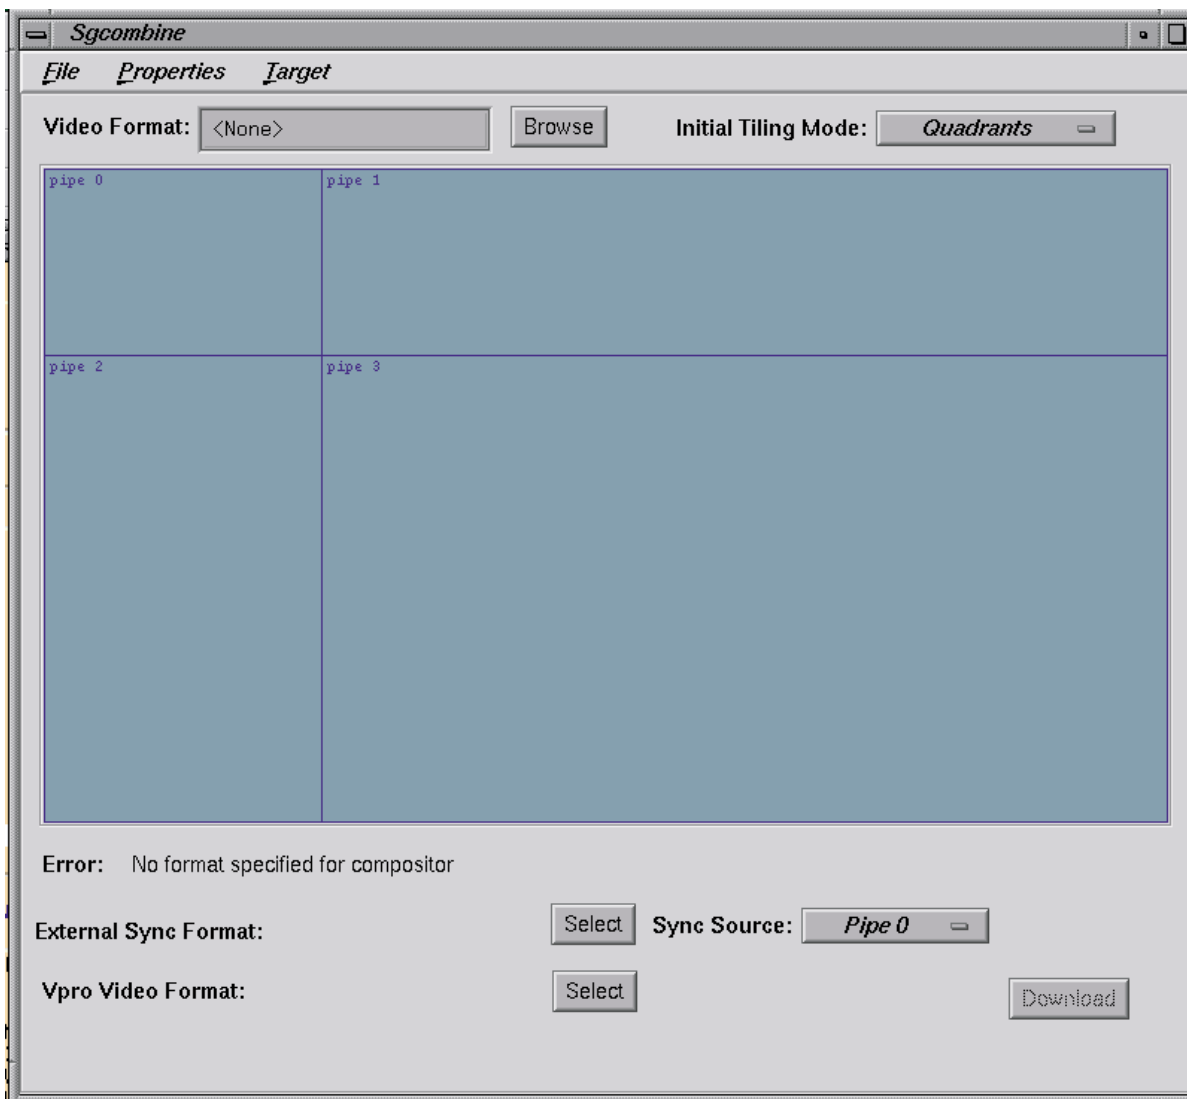 Sgcombine
File Properties Target
Video Format: <None> Browse Initial Tiling Mode: Quadrants
pipe 0 pipe 1
pipe 2 pipe 3
Error: No format specified for compositor
External Sync Format: Select Sync Source: Pipe 0
Vpro Video Format: Select
Download